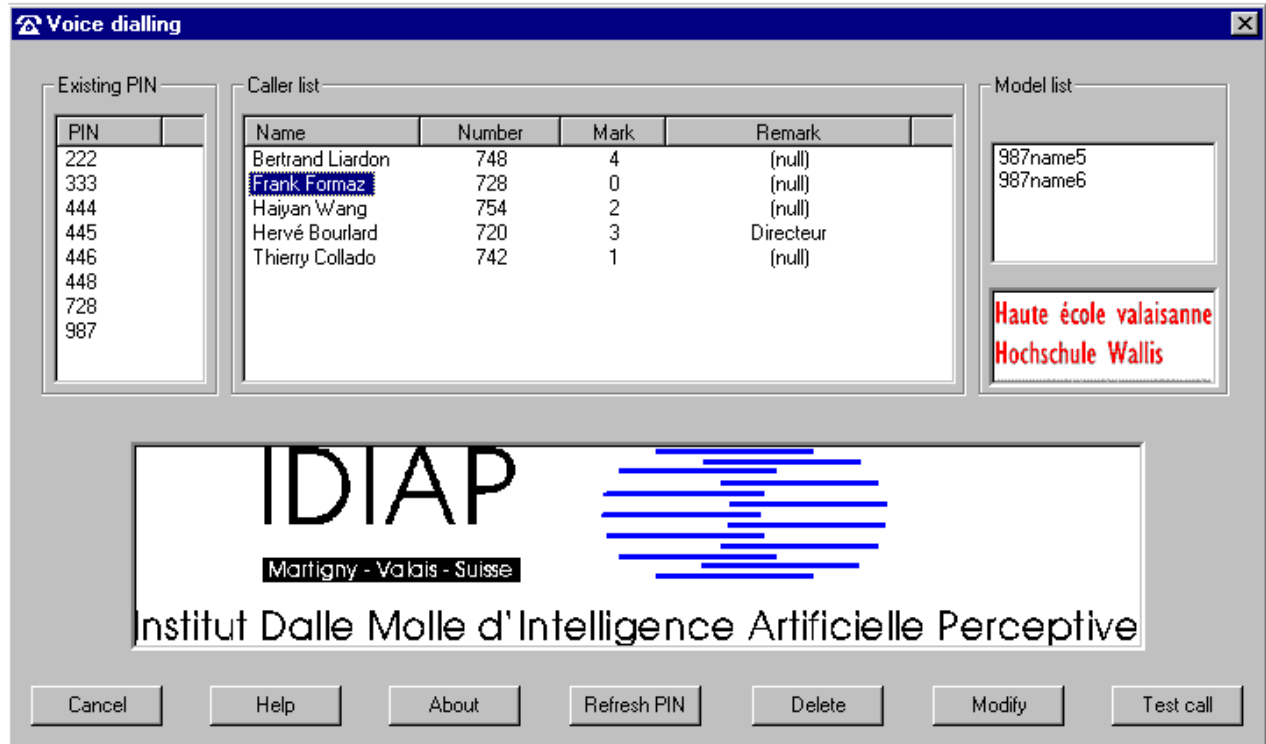 Voice dialling
Existing PIN
PIN
222
333
444
445
446
448
728
987
Caller list
Name Number Mark Remark
Bertrand Liardon 748 4 (null)
Frank Formaz 728 0 (null)
Haiyan Wang 754 2 (null)
Hervé Bourlard 720 3 Directeur
Thierry Collado 742 1 (null)
Model list
987name5
987name6
Haute école valaisanne
Hochschule Wallis
IDIAP
Martigny - Valais - Suisse
Institut Dalle Molle d'Intelligence Artificielle Perceptive
Cancel Help About Refresh PIN Delete Modify Test call